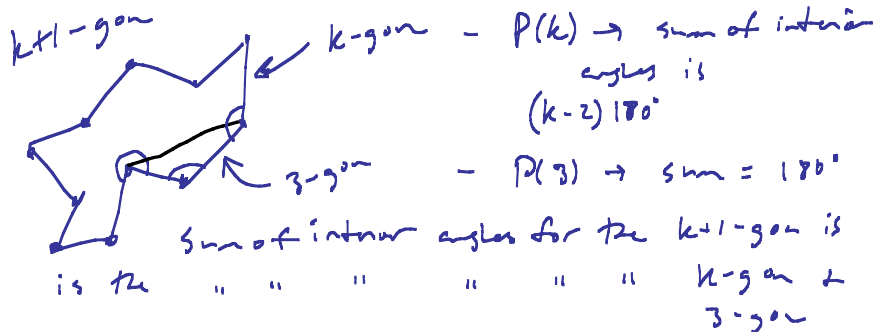 k+1-gon
k-gon - P(k) → sum of interior
angles is
(k-2)180°
3-gon - P(3) → sum = 180°
Sum of interior angles for the k+1-gon is
is the " " " " " " k-gon &
3-gon